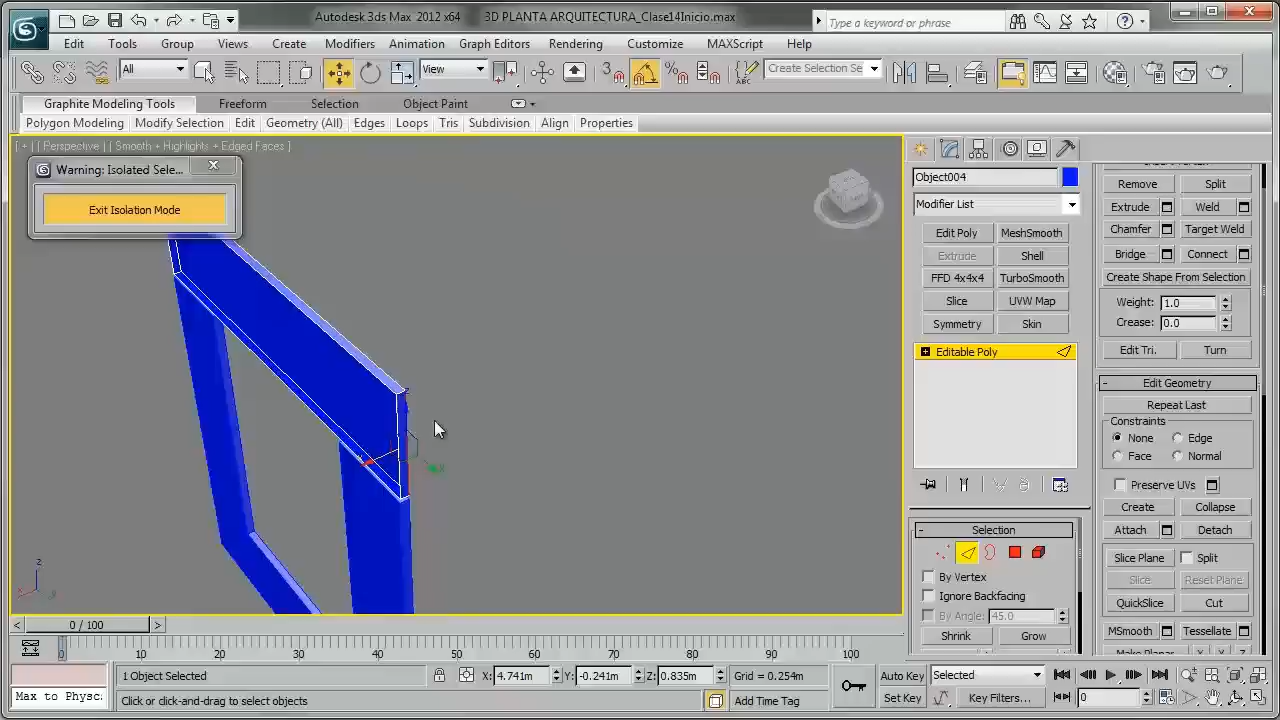 Autodesk 3ds Max 2012 x64 3D PLANTA ARQUITECTURA_Clase14Inicio.max
Type a keyword or phrase
Edit Tools Group Views Create Modifiers Animation Graph Editors Rendering Customize MAXScript Help
All View 3 Create Selection Se
Graphite Modeling Tools Freeform Selection Object Paint
Polygon Modeling Modify Selection Edit Geometry (All) Edges Loops Tris Subdivision Align Properties
[ + ] [ Perspective ] [ Smooth + Highlights + Edged Faces ]
Warning: Isolated Sele...
Exit Isolation Mode
Object004
Modifier List
Edit Poly MeshSmooth
Extrude Shell
FFD 4x4x4 TurboSmooth
Slice UVW Map
Symmetry Skin
Editable Poly
Selection
By Vertex
Ignore Backfacing
By Angle: 45.0
Shrink Grow
Remove Split
Extrude Weld
Chamfer Target Weld
Bridge Connect
Create Shape From Selection
Weight: 1.0
Crease: 0.0
Edit Tri. Turn
Edit Geometry
Repeat Last
Constraints
None Edge
Face Normal
Preserve UVs
Create Collapse
Attach Detach
Slice Plane Split
Slice Reset Plane
QuickSlice Cut
MSmooth Tessellate
Make Planar X Y Z
0 / 100
0 10 20 30 40 50 60 70 80 90 100
1 Object Selected X: 4.741m Y: -0.241m Z: 0.835m Grid = 0.254m Auto Key Selected
Max to Physc Click or click-and-drag to select objects Add Time Tag Set Key Key Filters... 0